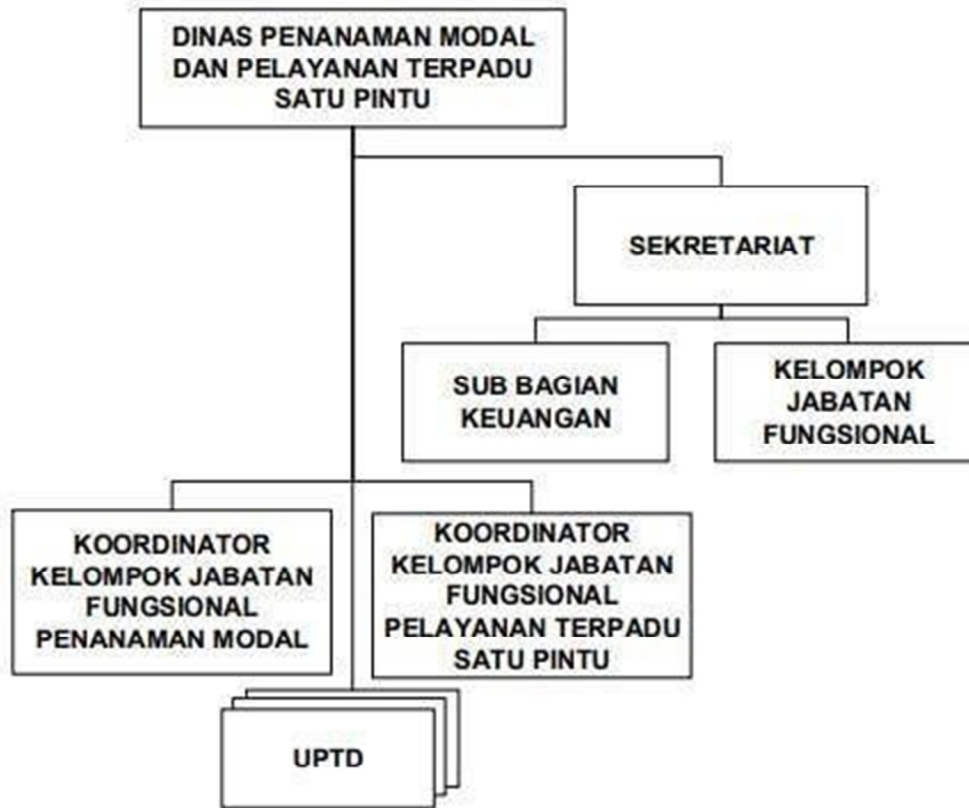 DINAS PENANAMAN MODAL
DAN PELAYANAN TERPADU
SATU PINTU
SEKRETARIAT
SUB BAGIAN
KEUANGAN
KELOMPOK
JABATAN
FUNGSIONAL
KOORDINATOR
KELOMPOK JABATAN
FUNGSIONAL
PENANAMAN MODAL
KOORDINATOR
KELOMPOK JABATAN
FUNGSIONAL
PELAYANAN TERPADU
SATU PINTU
UPTD